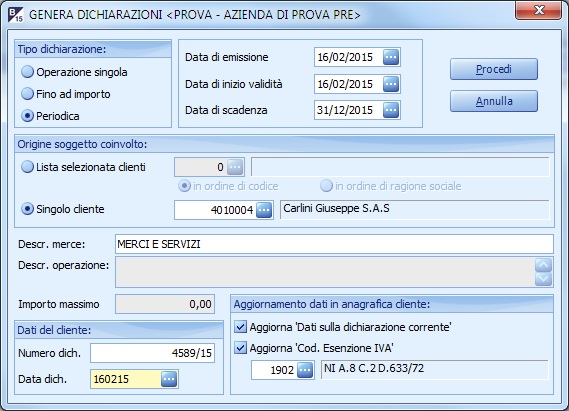 B 15 GENERA DICHIARAZIONI <PROVA - AZIENDA DI PROVA PRE>
Tipo dichiarazione:
Operazione singola
Fino ad importo
Periodica
Data di emissione 16/02/2015 ...
Data di inizio validità 16/02/2015 ...
Data di scadenza 31/12/2015 ...
Procedi
Annulla
Origine soggetto coinvolto:
Lista selezionata clienti 0 ...
in ordine di codice in ordine di ragione sociale
Singolo cliente 4010004 ... Carlini Giuseppe S.A.S
Descr. merce: MERCI E SERVIZI
Descr. operazione:
Importo massimo 0,00
Dati del cliente:
Numero dich. 4589/15
Data dich. 160215 ...
Aggiornamento dati in anagrafica cliente:
Aggiorna 'Dati sulla dichiarazione corrente'
Aggiorna 'Cod. Esenzione IVA'
1902 ... NI A.8 C.2 D.633/72